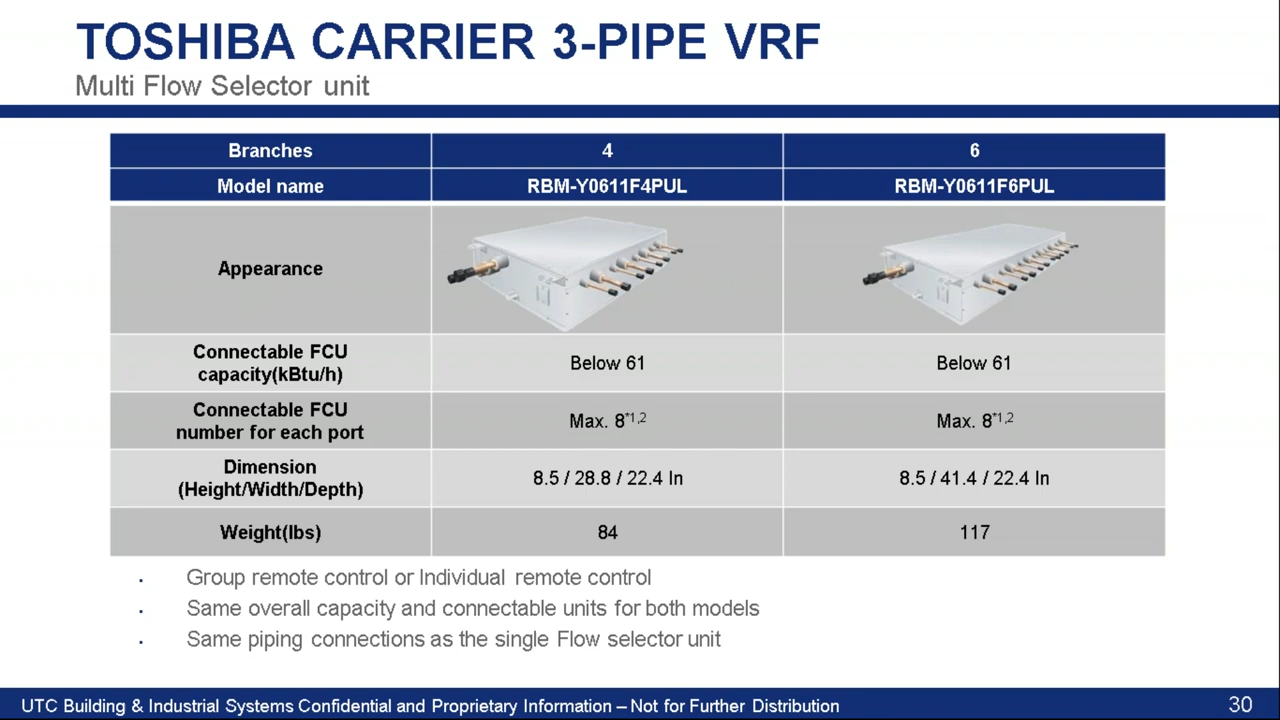 TOSHIBA CARRIER 3-PIPE VRF
Multi Flow Selector unit
Branches 4 6
Model name RBM-Y0611F4PUL RBM-Y0611F6PUL
Appearance
Connectable FCU
capacity(kBtu/h) Below 61 Below 61
Connectable FCU
number for each port Max. 8*1,2 Max. 8*1,2
Dimension
(Height/Width/Depth) 8.5 / 28.8 / 22.4 In 8.5 / 41.4 / 22.4 In
Weight(lbs) 84 117
· Group remote control or Individual remote control
· Same overall capacity and connectable units for both models
· Same piping connections as the single Flow selector unit
UTC Building & Industrial Systems Confidential and Proprietary Information – Not for Further Distribution 30